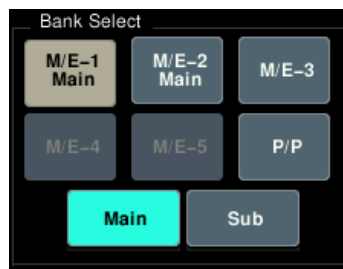 Bank Select
M/E–1
Main
M/E–2
Main
M/E–3
M/E–4
M/E–5
P/P
Main
Sub